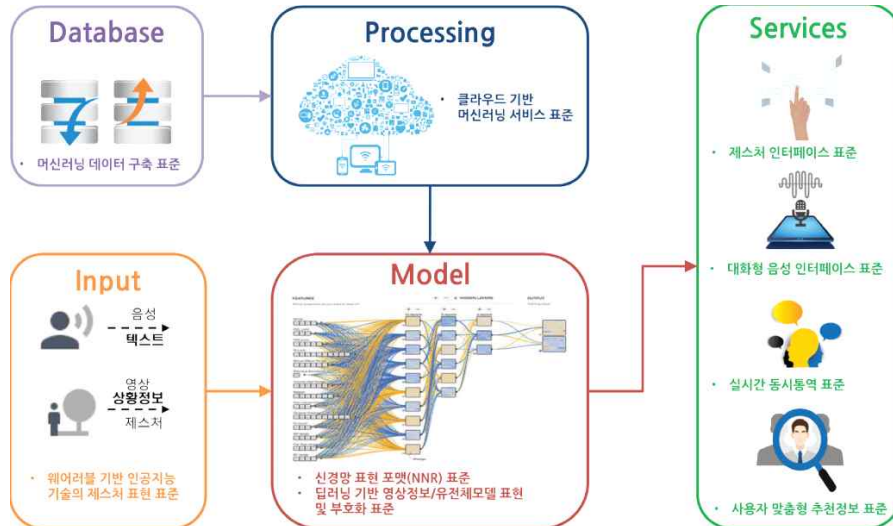 Database
• 머신러닝 데이터 구축 표준
Processing
• 클라우드 기반
머신러닝 서비스 표준
Services
• 제스처 인터페이스 표준
• 대화형 음성 인터페이스 표준
• 실시간 동시통역 표준
• 사용자 맞춤형 추천정보 표준
Input
음성
텍스트
영상
상황정보
제스처
• 웨어러블 기반 인공지능
기술의 제스처 표현 표준
Model
FEATURES
HIDDEN LAYERS
OUTPUT
• 신경망 표현 포맷(NNR) 표준
• 딥러닝 기반 영상정보/유전체모델 표현
및 부호화 표준